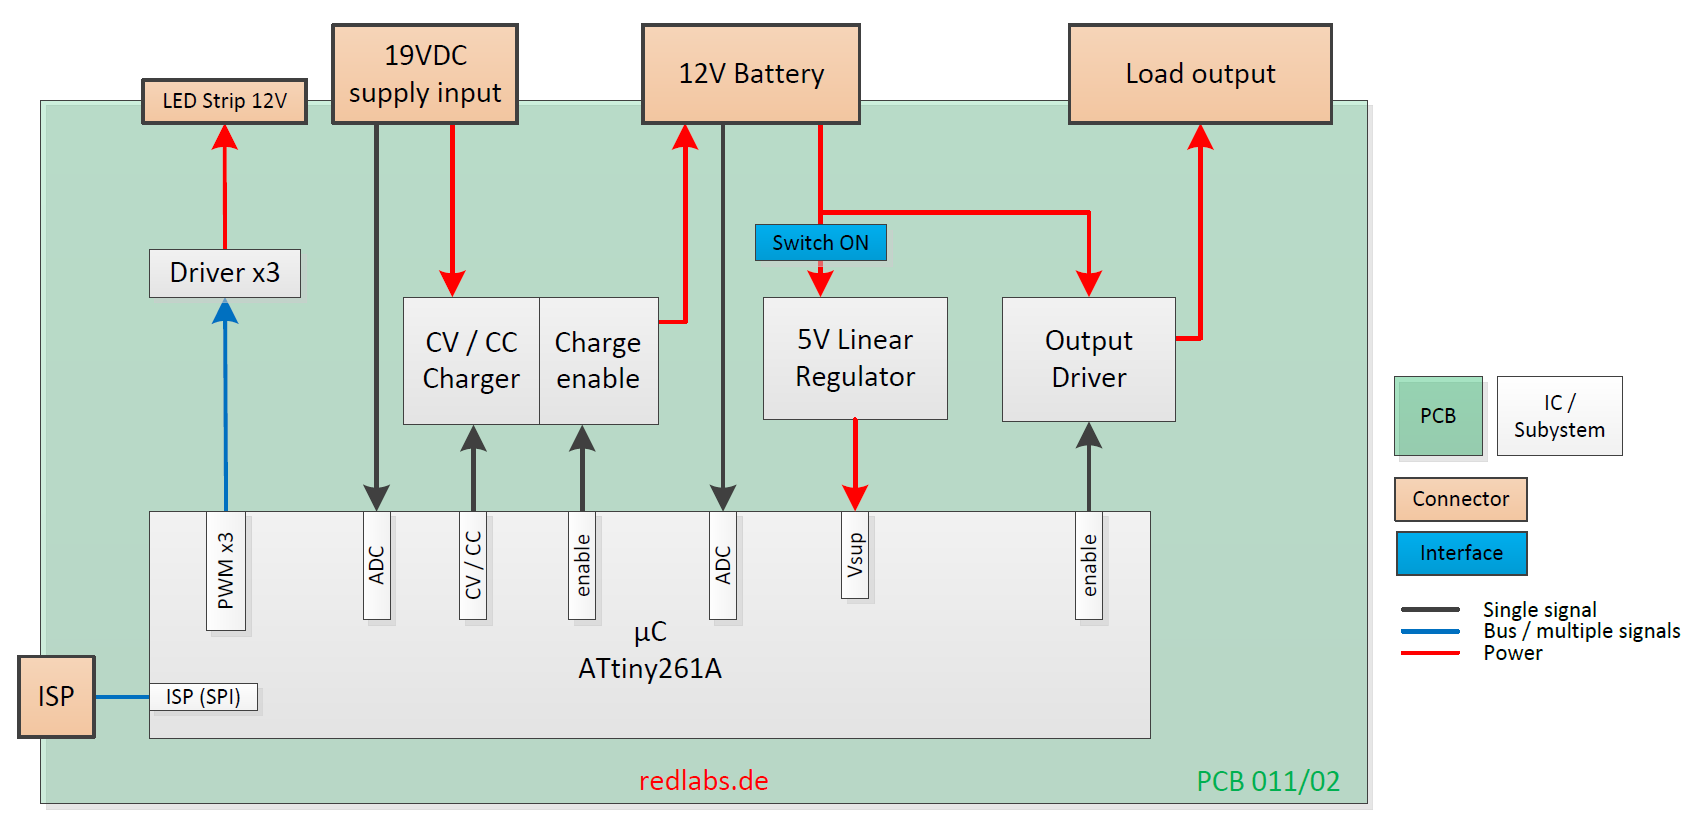 19VDC
supply input
12V Battery
Load output
LED Strip 12V
Switch ON
Driver x3
CV / CC
Charger
Charge
enable
5V Linear
Regulator
Output
Driver
PCB
IC /
Subystem
Connector
Interface
Single signal
Bus / multiple signals
Power
PWM x3
ADC
CV / CC
enable
ADC
Vsup
enable
µC
ATtiny261A
ISP
ISP (SPI)
redlabs.de
PCB 011/02